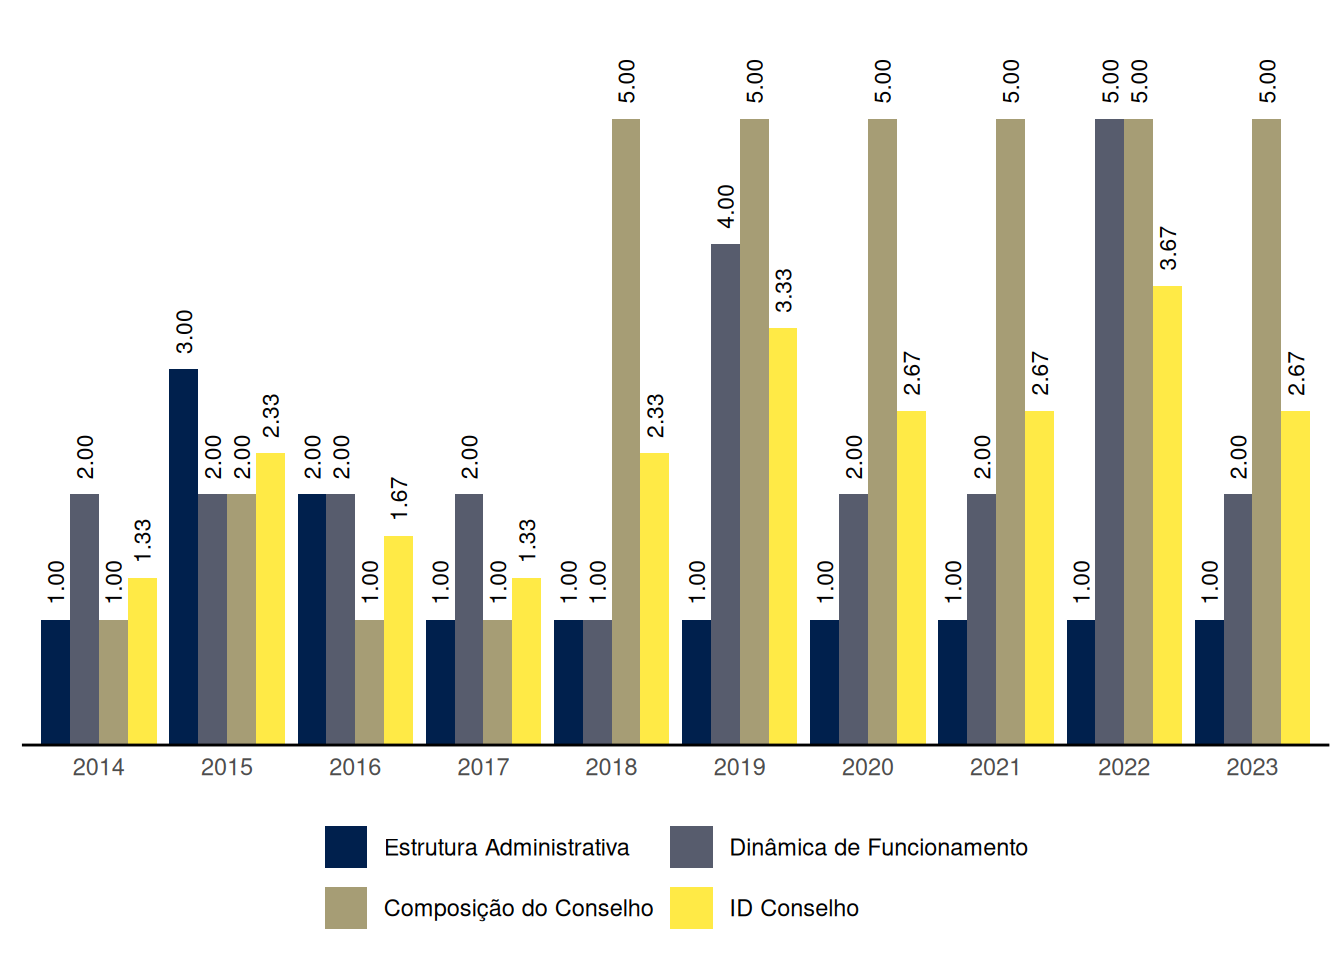 1.00 2.00 1.00 1.33
3.00 2.00 2.00 2.33
2.00 2.00 1.00 1.67
1.00 2.00 1.00 1.33
1.00 1.00 5.00 2.33
1.00 4.00 5.00 3.33
1.00 2.00 5.00 2.67
1.00 2.00 5.00 2.67
1.00 5.00 5.00 3.67
1.00 2.00 5.00 2.67
2014 2015 2016 2017 2018 2019 2020 2021 2022 2023
Estrutura Administrativa Dinâmica de Funcionamento
Composição do Conselho ID Conselho